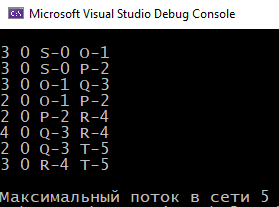 Microsoft Visual Studio Debug Console
3 0 S-0 O-1
3 0 S-0 P-2
3 0 O-1 Q-3
2 0 O-1 P-2
2 0 P-2 R-4
4 0 Q-3 R-4
2 0 Q-3 T-5
3 0 R-4 T-5
Максимальный поток в сети 5